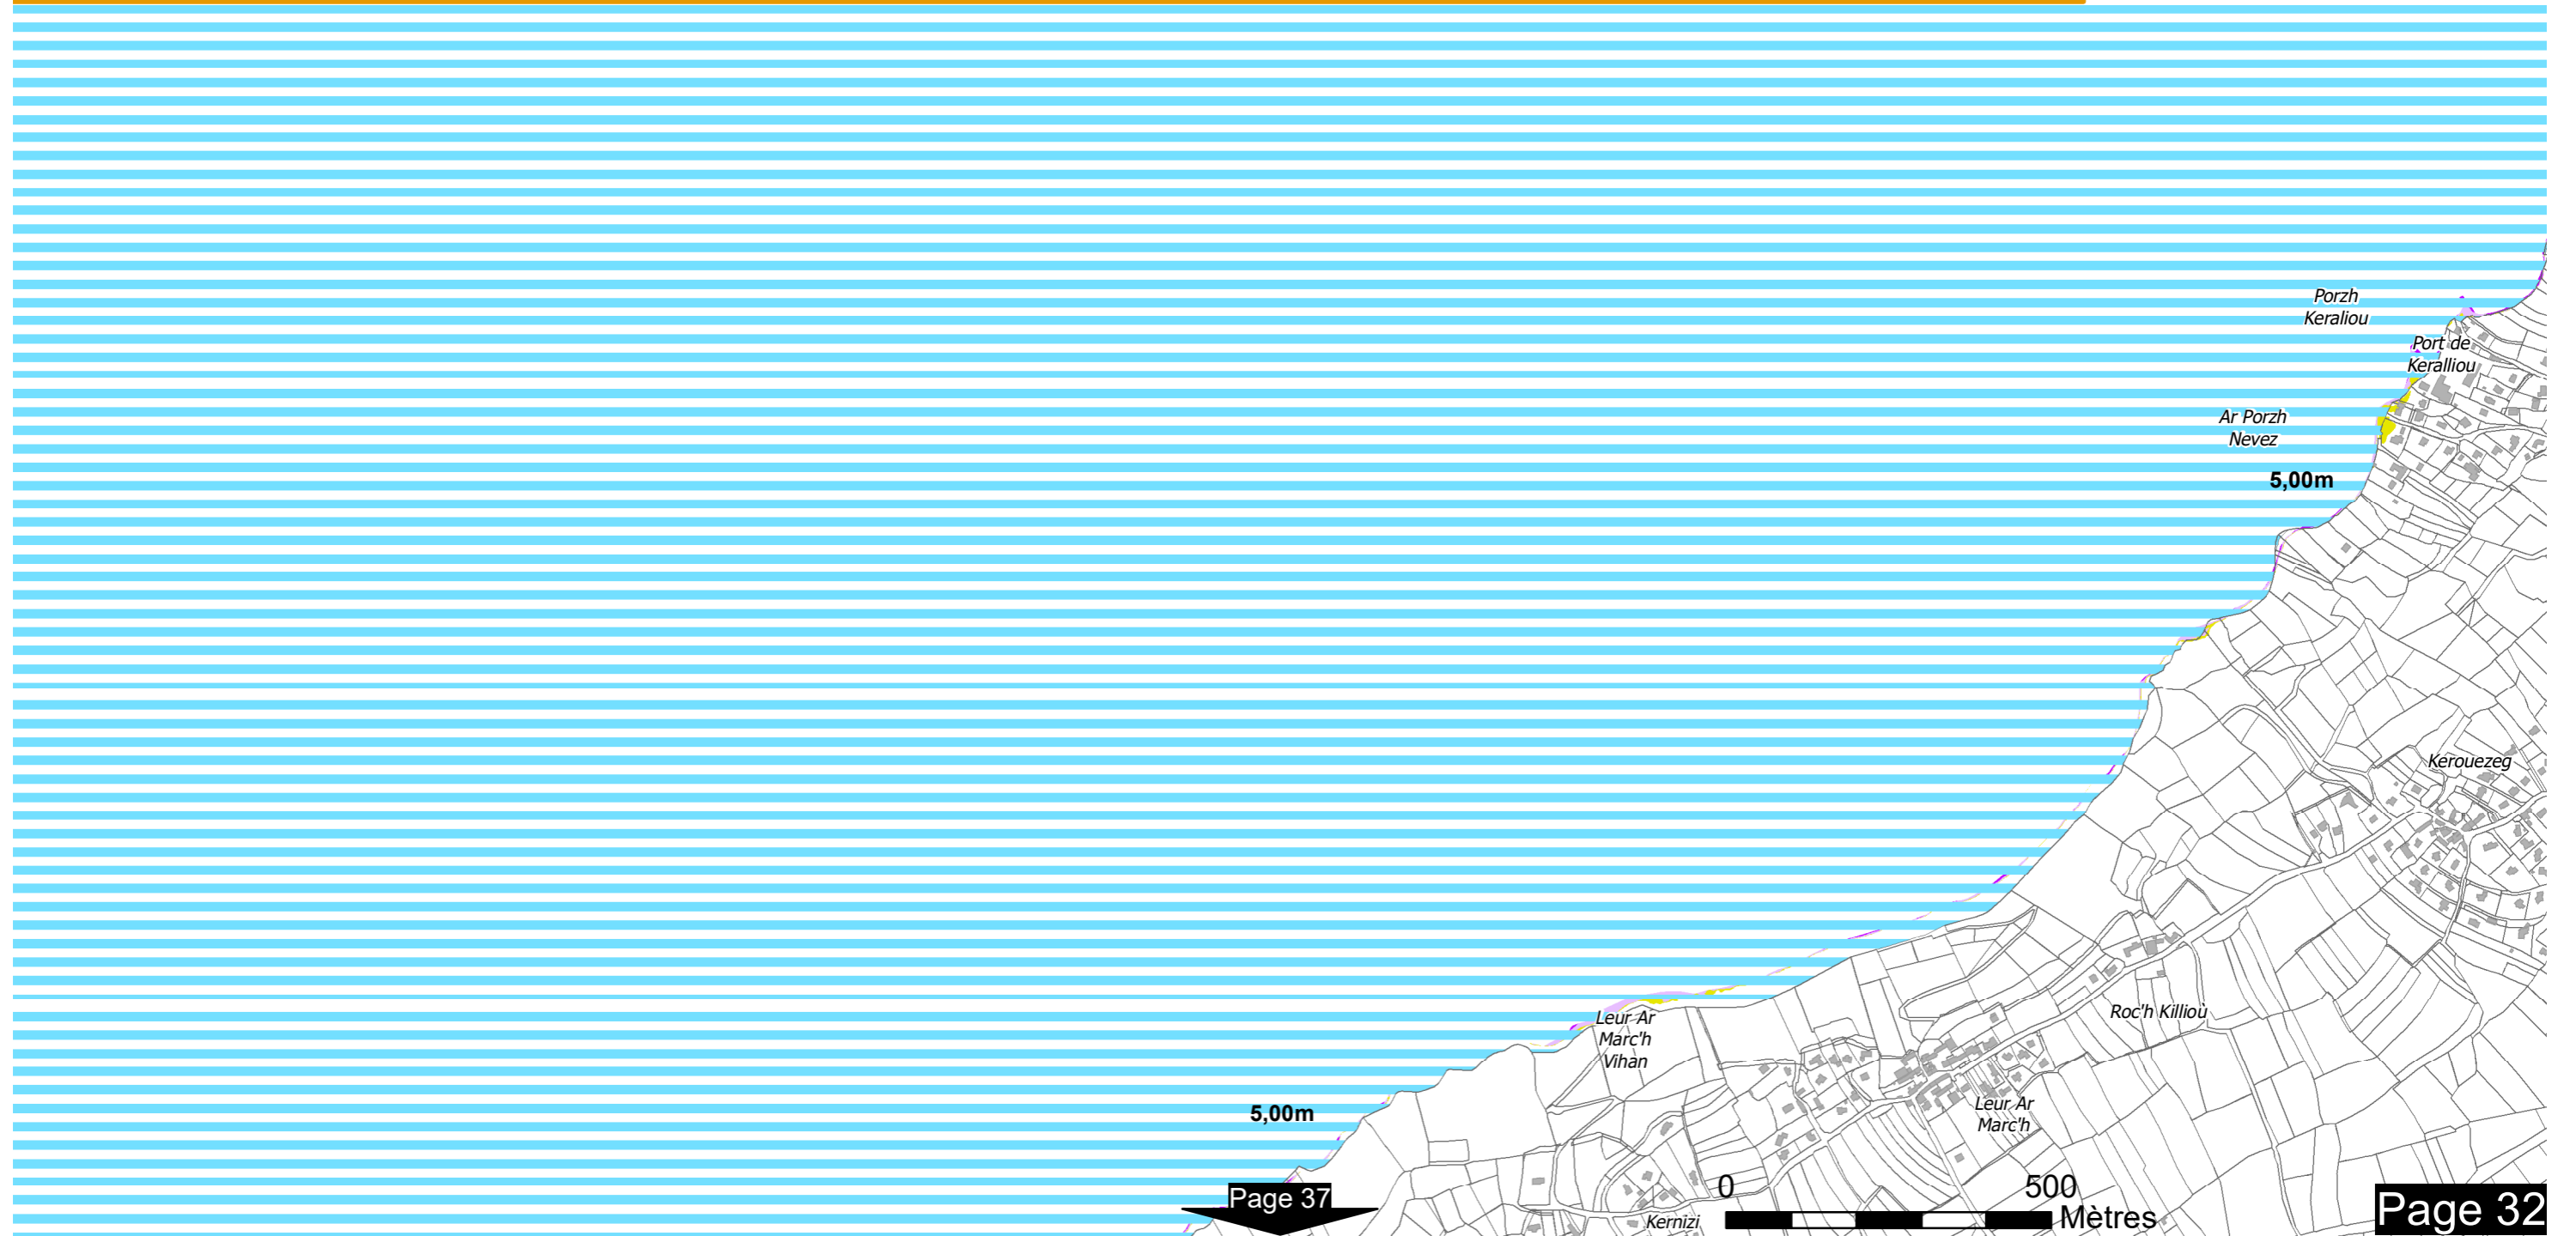 Porzh
Keraliou
Port de
Keralliou
Ar Porzh
Nevez
5,00m
Kerouezeg
Roc'h Killioù
Leur Ar
Marc'h
Vihan
Leur Ar
Marc'h
5,00m
Page 37
0 500
Mètres
Kernizi
Page 32